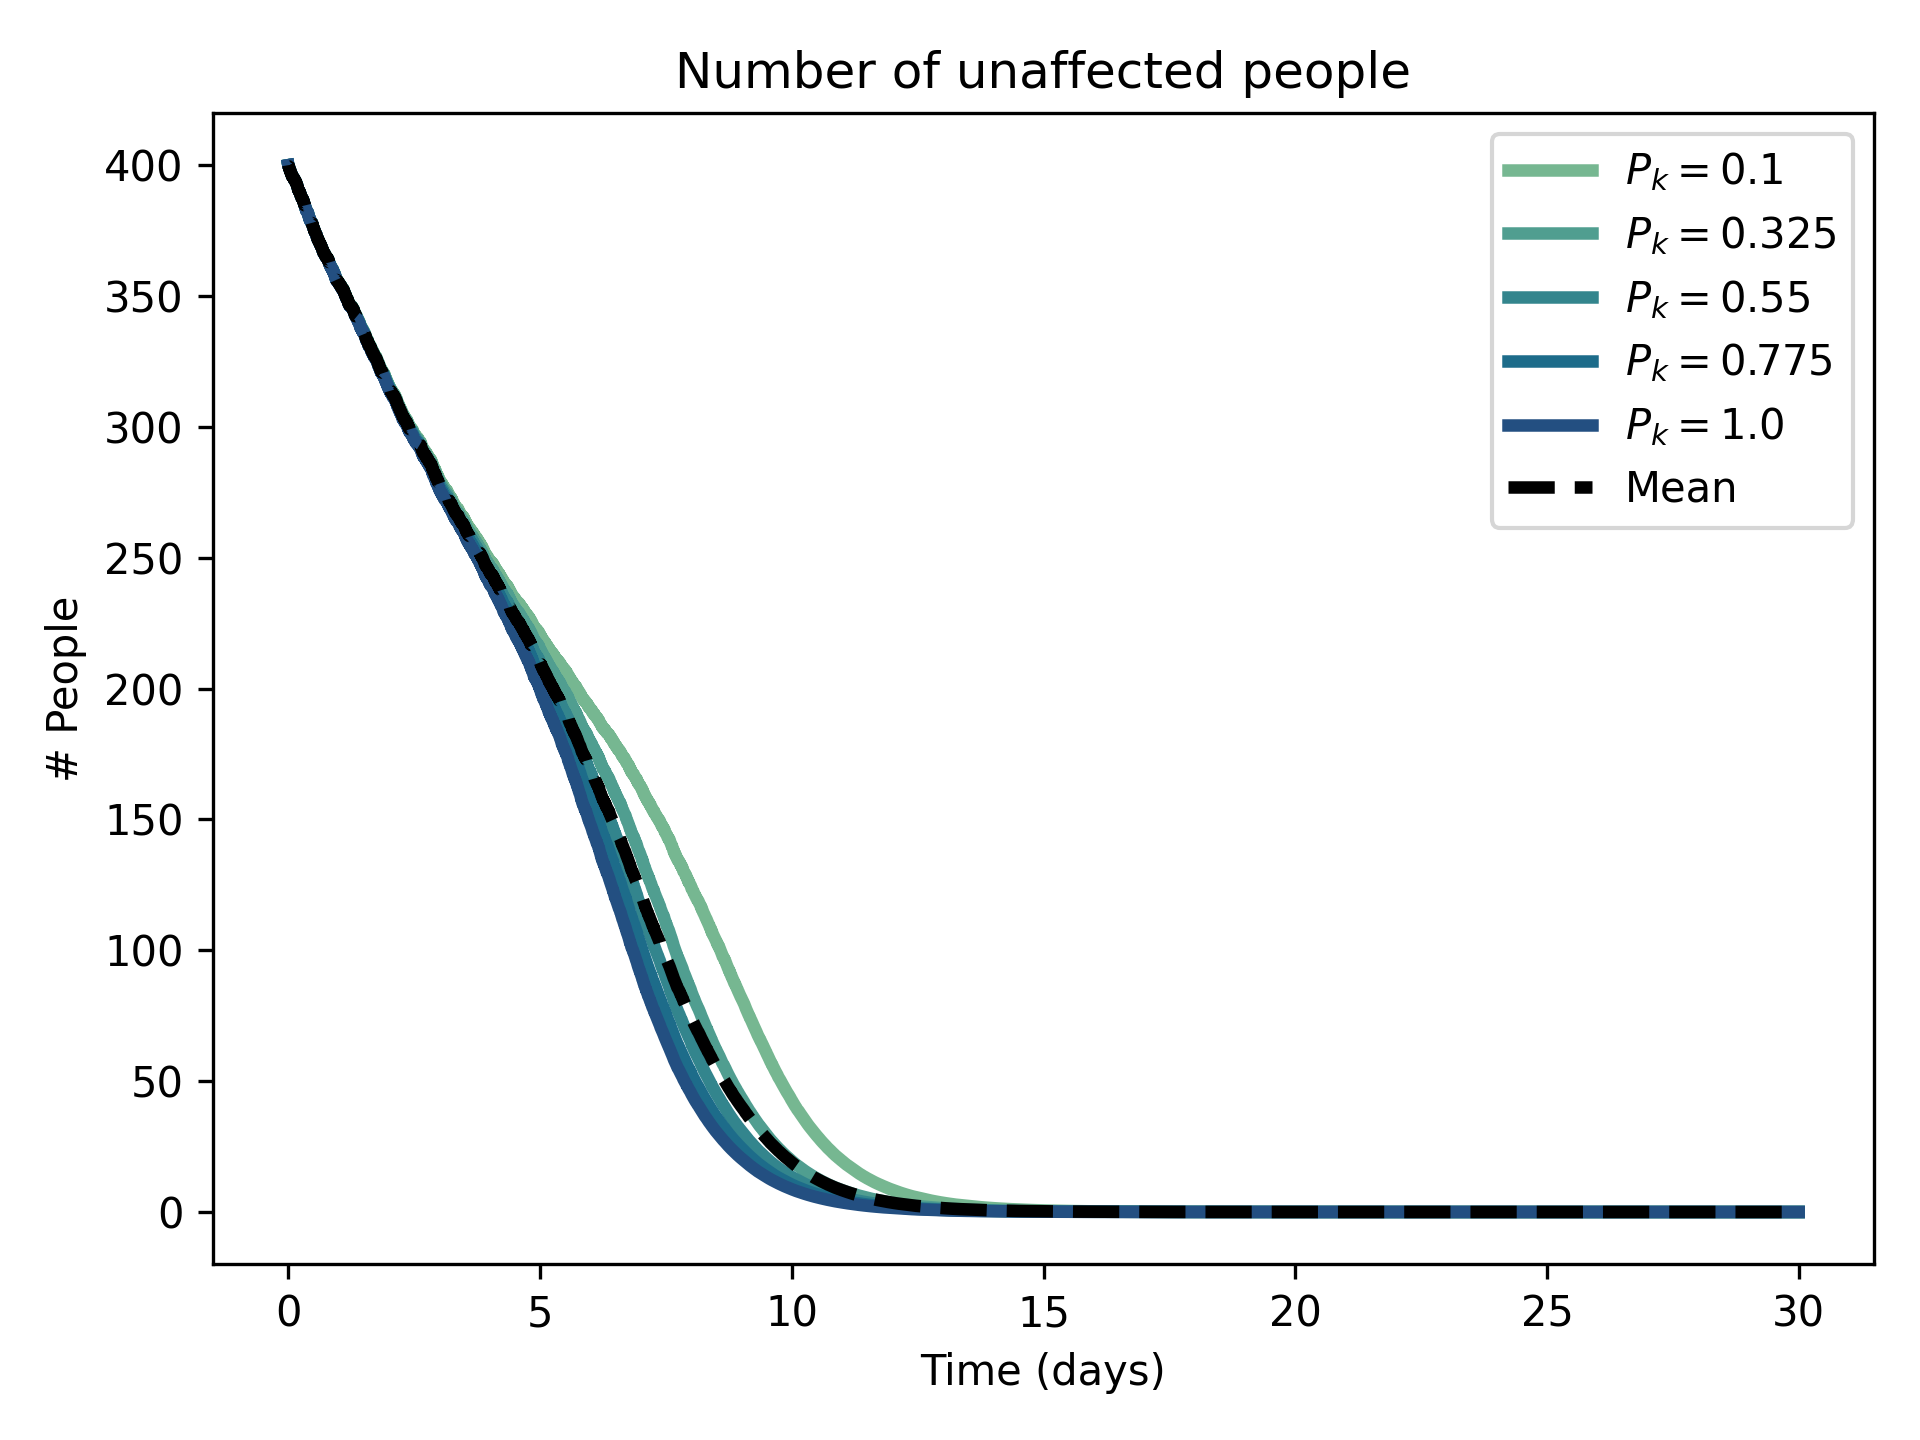 Number of unaffected people
400
350
300
250
200
150
100
50
0
# People
0 5 10 15 20 25 30
Time (days)
P_k = 0.1
P_k = 0.325
P_k = 0.55
P_k = 0.775
P_k = 1.0
Mean